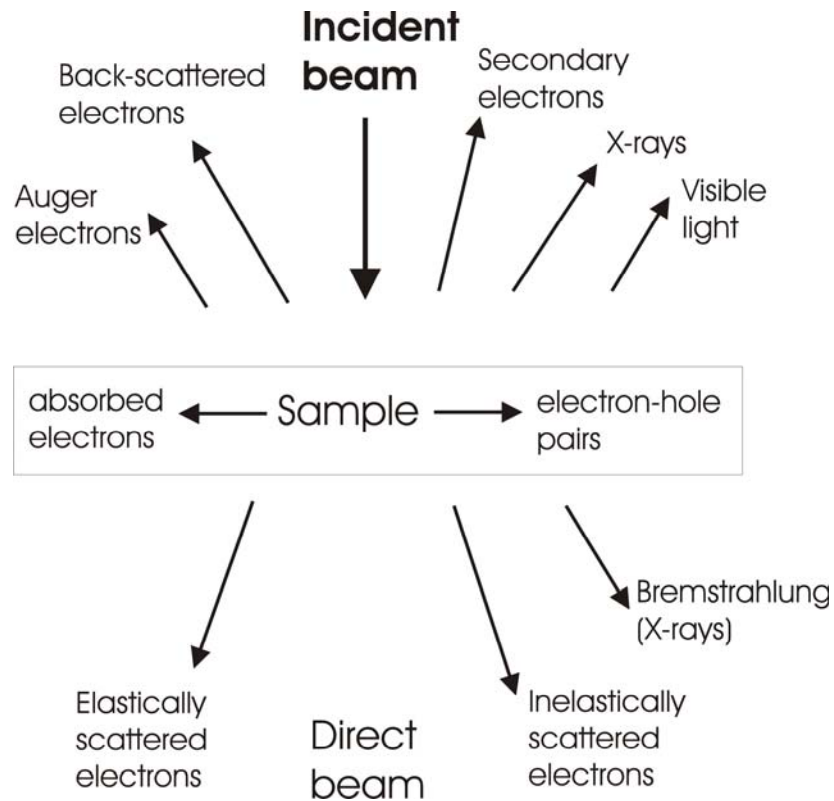 Incident
beam
Back-scattered
electrons
Secondary
electrons
X-rays
Auger
electrons
Visible
light
absorbed
electrons
Sample
electron-hole
pairs
Bremstrahlung
(X-rays)
Elastically
scattered
electrons
Direct
beam
Inelastically
scattered
electrons